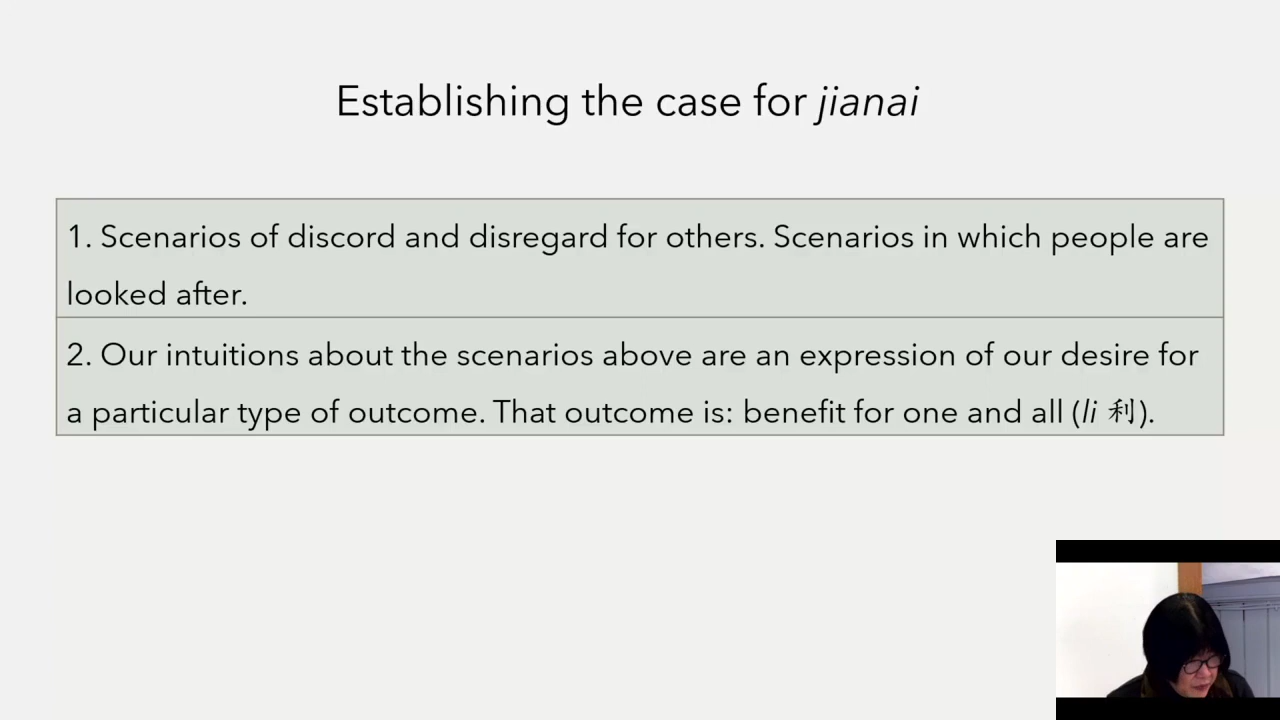 Establishing the case for jianai
1. Scenarios of discord and disregard for others. Scenarios in which people are
looked after.
2. Our intuitions about the scenarios above are an expression of our desire for
a particular type of outcome. That outcome is: benefit for one and all (li 利).